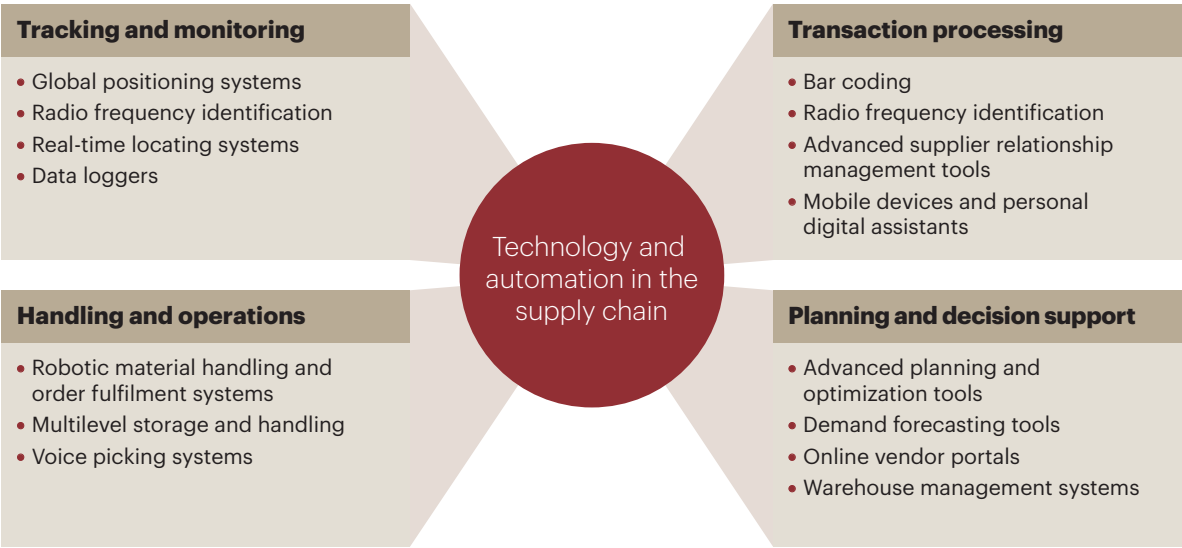 Tracking and monitoring
• Global positioning systems
• Radio frequency identification
• Real-time locating systems
• Data loggers
Transaction processing
• Bar coding
• Radio frequency identification
• Advanced supplier relationship
management tools
• Mobile devices and personal
digital assistants
Technology and
automation in the
supply chain
Handling and operations
• Robotic material handling and
order fulfilment systems
• Multilevel storage and handling
• Voice picking systems
Planning and decision support
• Advanced planning and
optimization tools
• Demand forecasting tools
• Online vendor portals
• Warehouse management systems